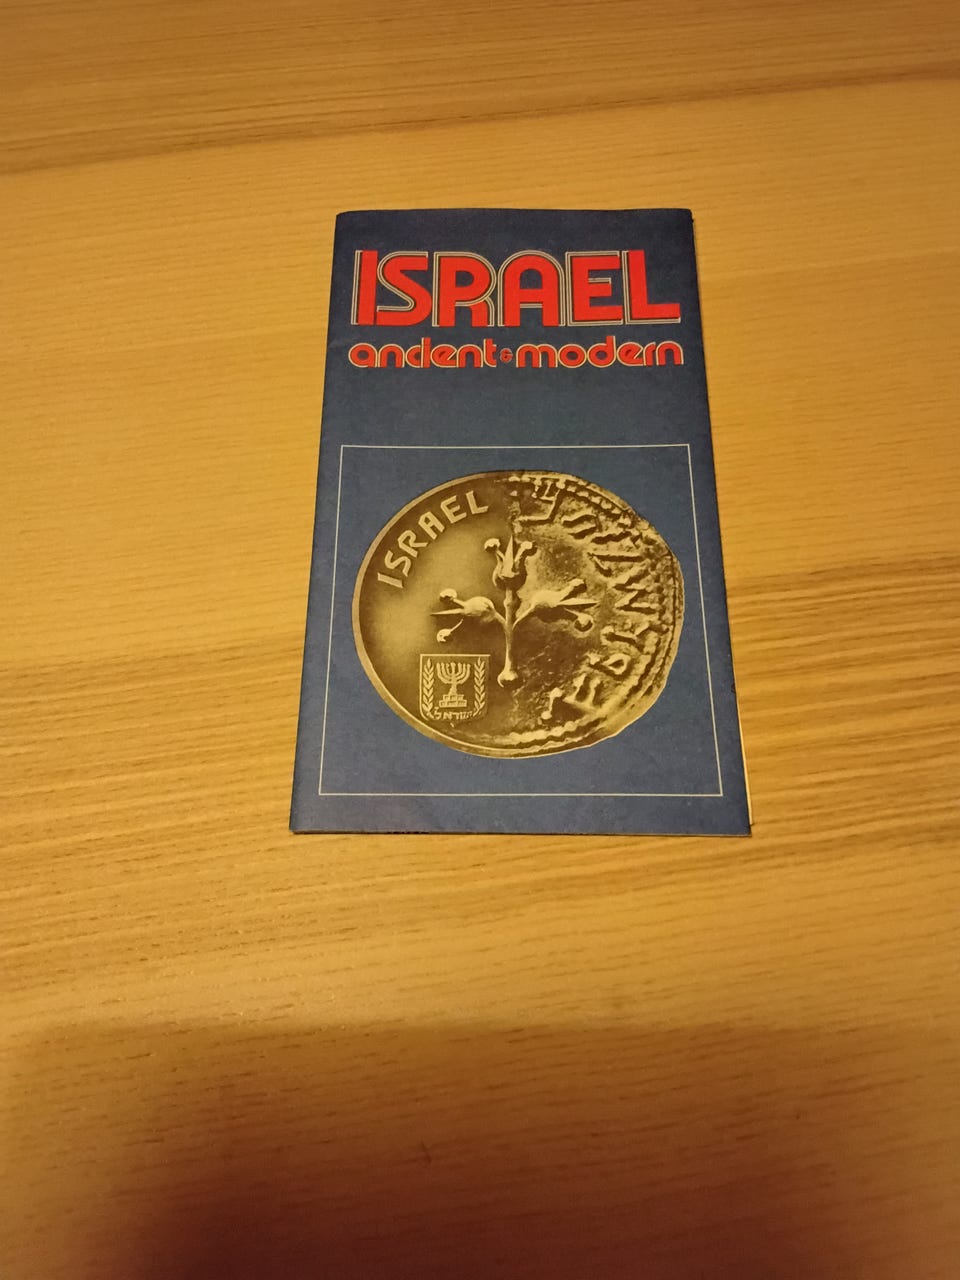 ISRAEL
ancient & modern
ISRAEL
ישראל